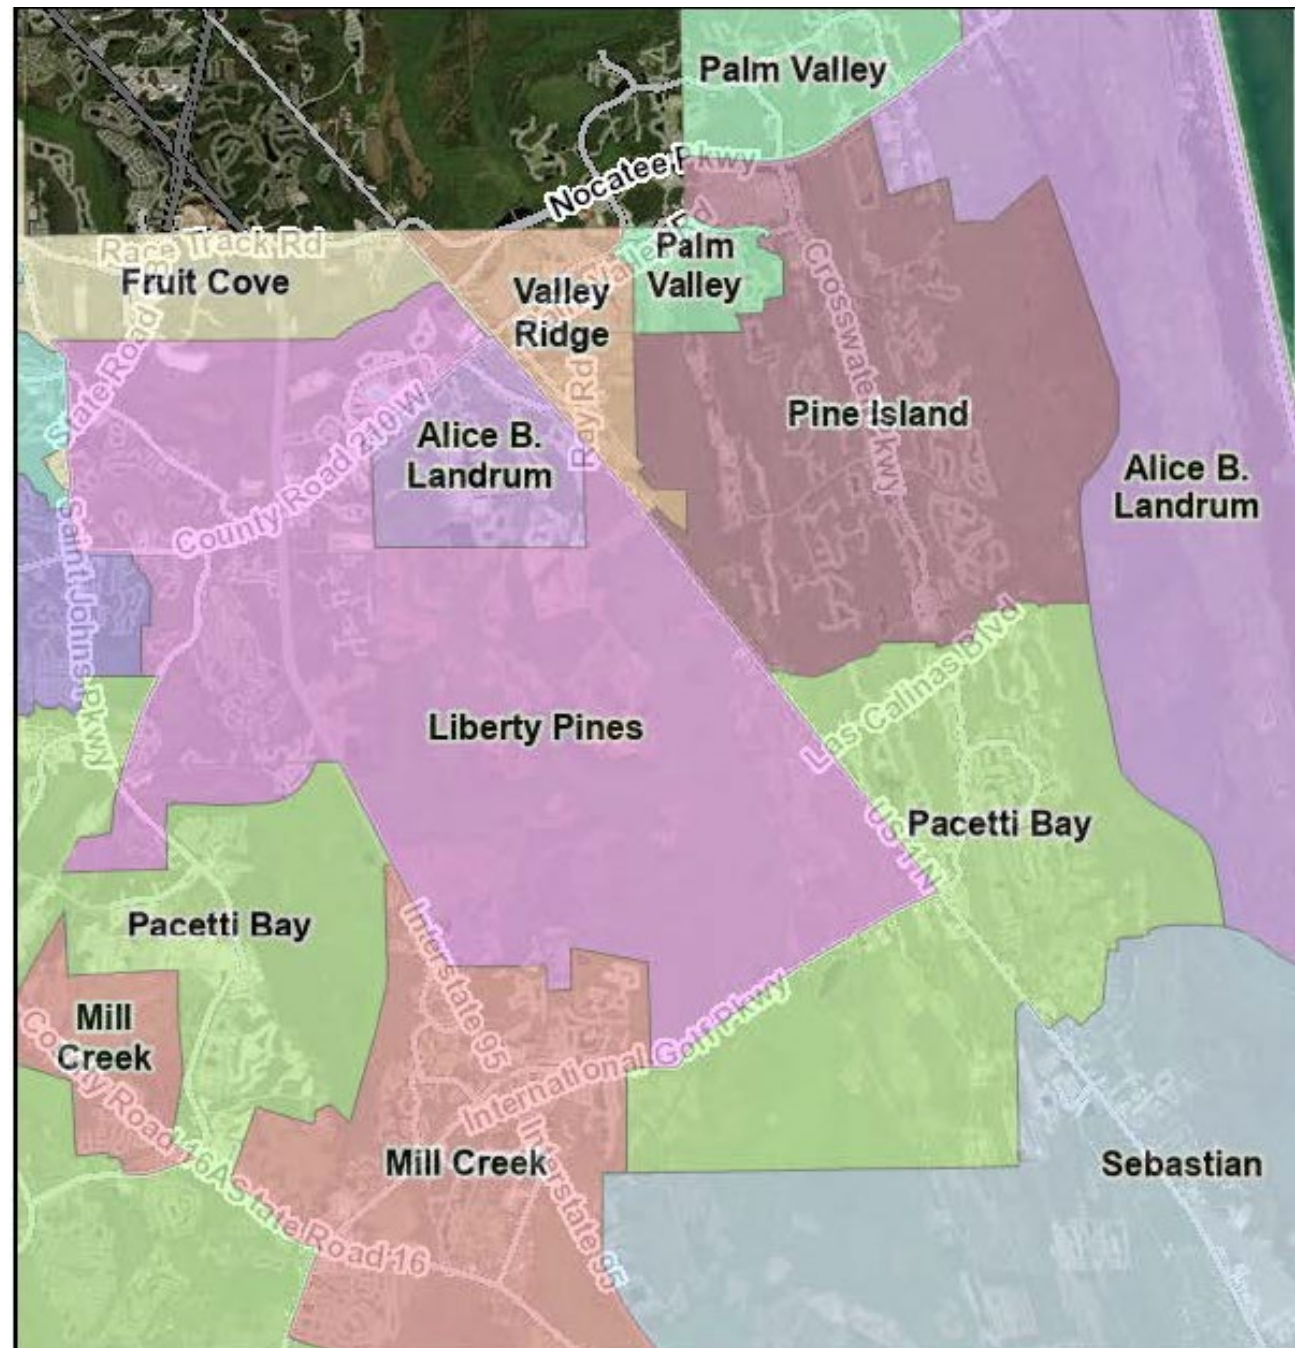 Palm Valley
Nocatee Pkwy
Race Track Rd
Fruit Cove
Palm
Valley
Valley
Ridge
Crosswater Pkwy
State Road
Ray Rd
Pine Island
County Road 210 W
Alice B.
Landrum
Alice B.
Landrum
Saint Johns Pkwy
Liberty Pines
Las Calinas Blvd
US 1 N
Pacetti Bay
Pacetti Bay
Interstate 95
Mill
Creek
International Golf Pkwy
County Road 16A
Mill Creek
Interstate 95
Sebastian
State Road 16